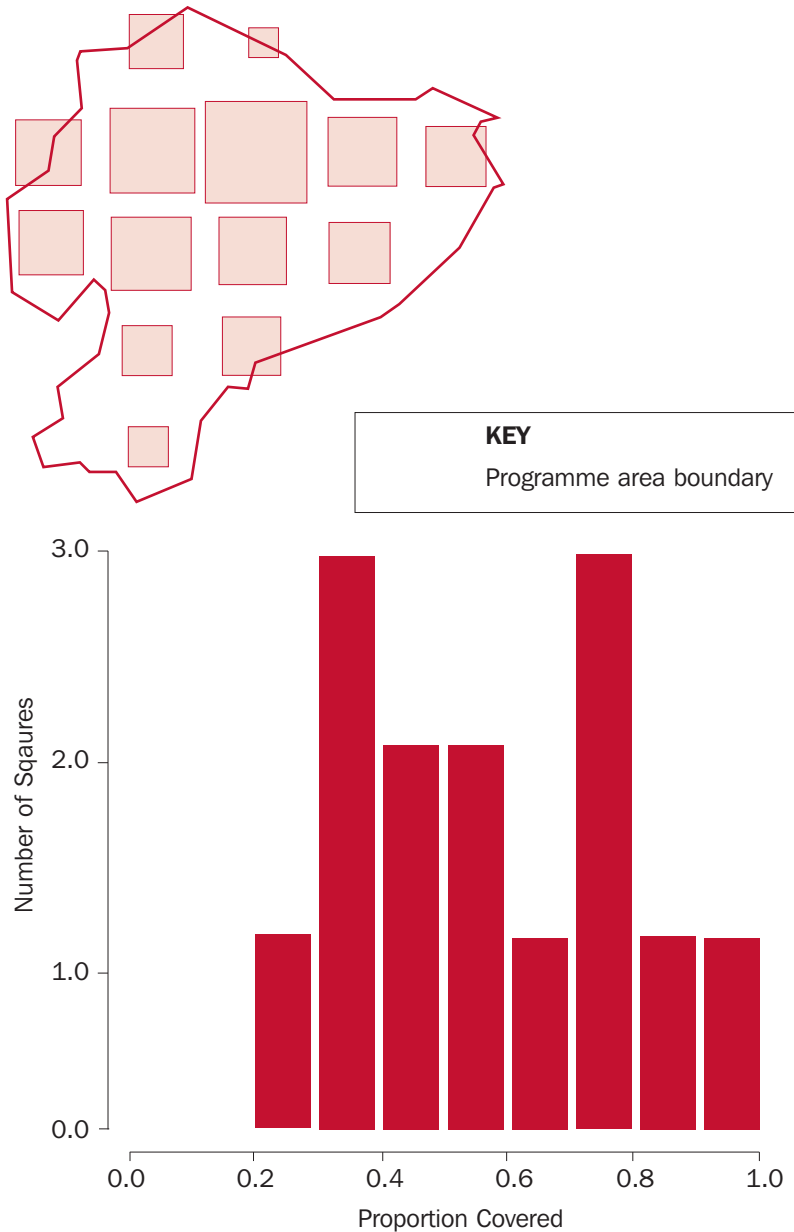 KEY
Programme area boundary
3.0
2.0
1.0
0.0
Number of Sqaures
0.0 0.2 0.4 0.6 0.8 1.0
Proportion Covered